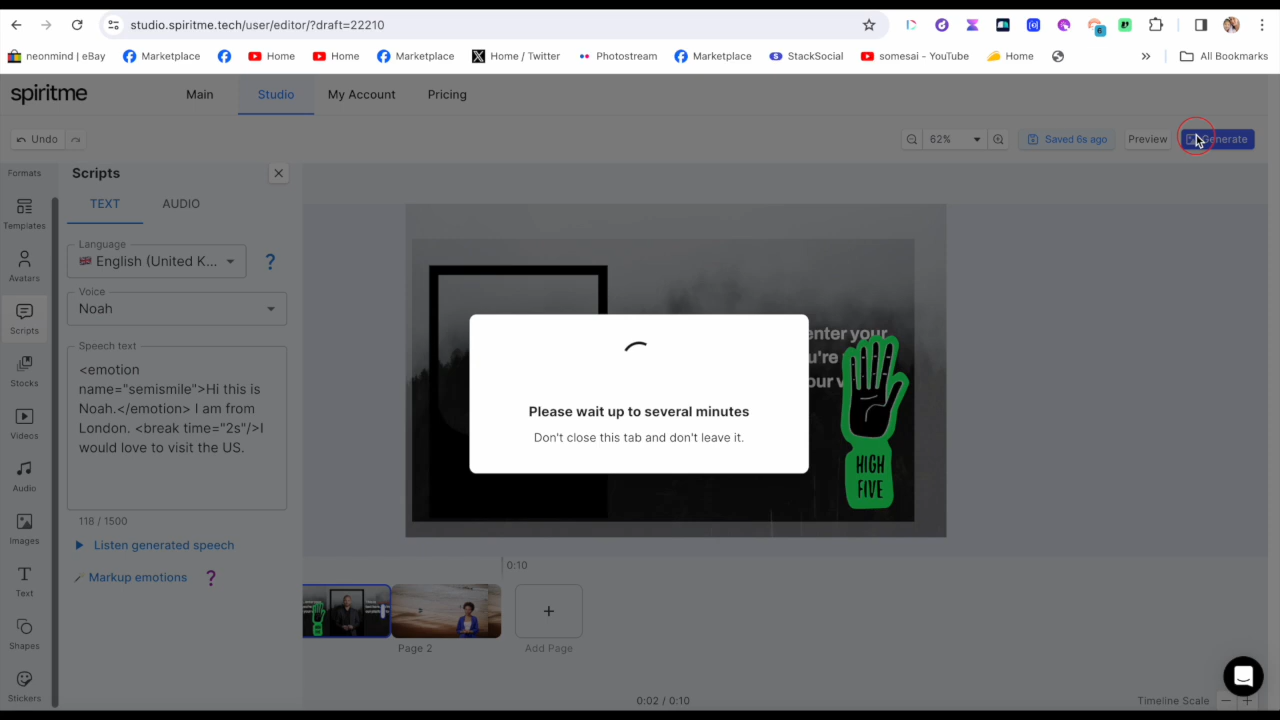 studio.spiritme.tech/user/editor/?draft=22210
6
neonmind | eBay
Marketplace
Home
Home
Marketplace
Home / Twitter
Photostream
Marketplace
StackSocial
somesai - YouTube
Home
»
All Bookmarks
spiritme
Main
Studio
My Account
Pricing
Undo
62%
Saved 6s ago
Preview
Generate
Formats
Templates
Avatars
Scripts
Stocks
Videos
Audio
Images
Text
Shapes
Stickers
Scripts
TEXT
AUDIO
Language
English (United K...
?
Voice
Noah
Speech text
<emotion
name="semismile">Hi this is
Noah.</emotion> I am from
London. <break time="2s"/>I
would love to visit the US.
118 / 1500
Listen generated speech
Markup emotions
?
enter your
u're
our v
HIGH
FIVE
Please wait up to several minutes
Don't close this tab and don't leave it.
0:10
Page 2
Add Page
0:02 / 0:10
Timeline Scale